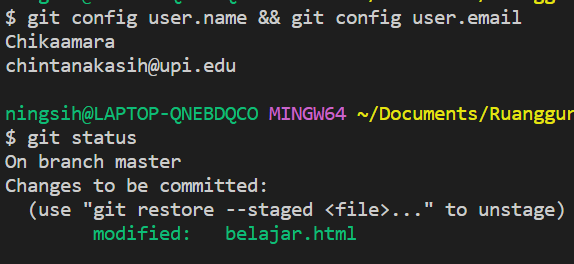 $ git config user.name && git config user.email
Chikaamara
chintanakasih@upi.edu
ningsih@LAPTOP-QNEBDQCO MINGW64 ~/Documents/Ruanggur
$ git status
On branch master
Changes to be committed:
(use "git restore --staged <file>..." to unstage)
modified: belajar.html